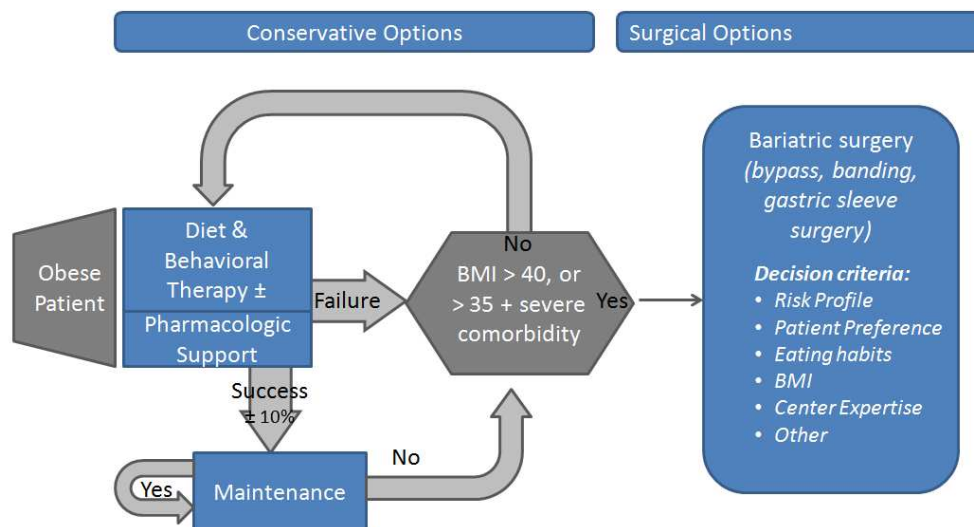 Conservative Options
Surgical Options
Obese
Patient
Diet &
Behavioral
Therapy ±
Pharmacologic
Support
Failure
No
BMI > 40, or
> 35 + severe
comorbidity
Yes
Success
± 10%
Yes
Maintenance
No
Bariatric surgery
(bypass, banding,
gastric sleeve
surgery)
Decision criteria:
• Risk Profile
• Patient Preference
• Eating habits
• BMI
• Center Expertise
• Other